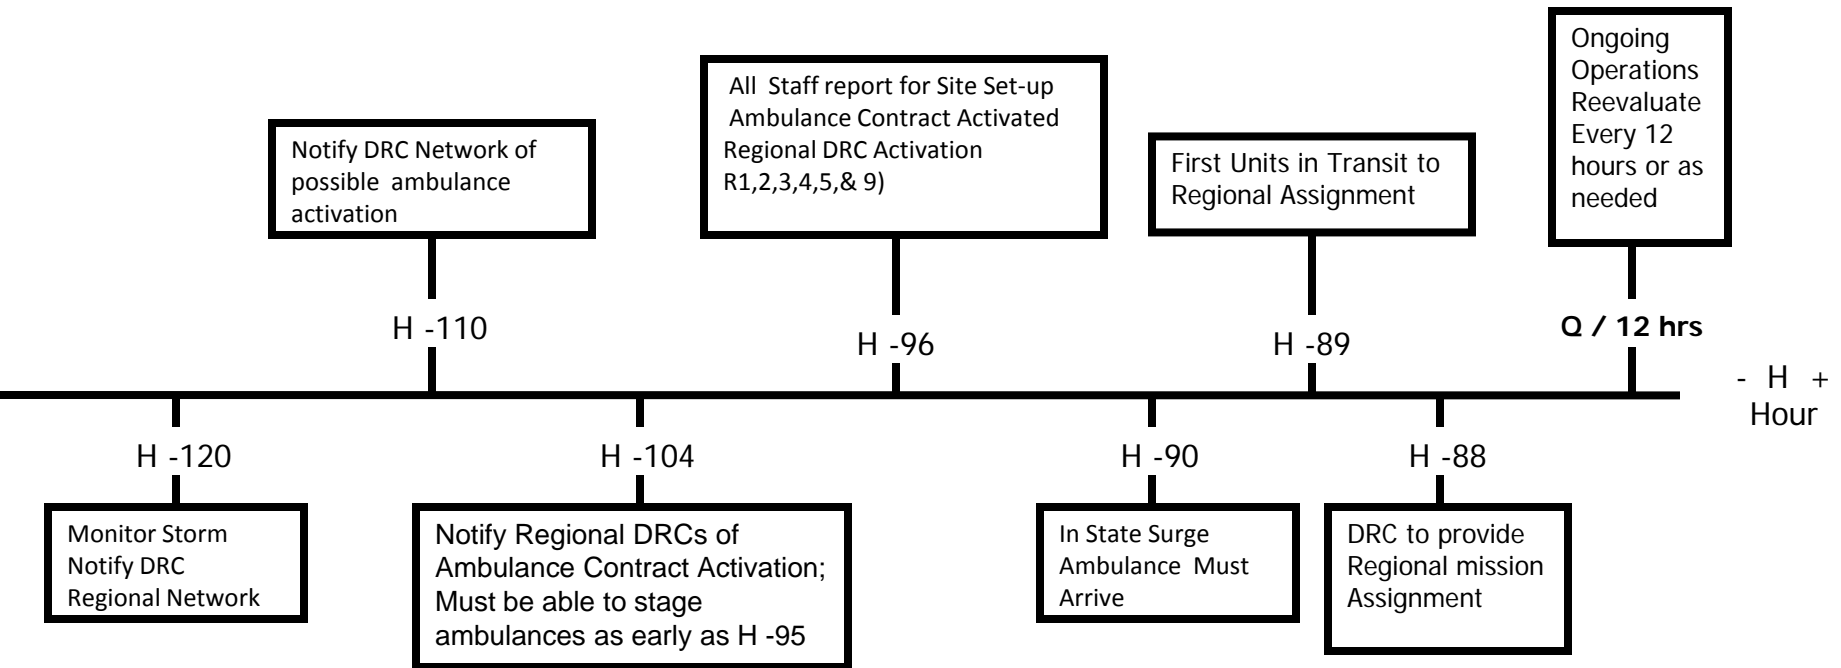 Ongoing
Operations
Reevaluate
Every 12
hours or as
needed
All Staff report for Site Set-up
Ambulance Contract Activated
Regional DRC Activation
R1,2,3,4,5,& 9)
Notify DRC Network of
possible ambulance
activation
First Units in Transit to
Regional Assignment
H -110
H -96
H -89
Q / 12 hrs
- H +
Hour
H -120
H -104
H -90
H -88
Monitor Storm
Notify DRC
Regional Network
Notify Regional DRCs of
Ambulance Contract Activation;
Must be able to stage
ambulances as early as H -95
In State Surge
Ambulance Must
Arrive
DRC to provide
Regional mission
Assignment